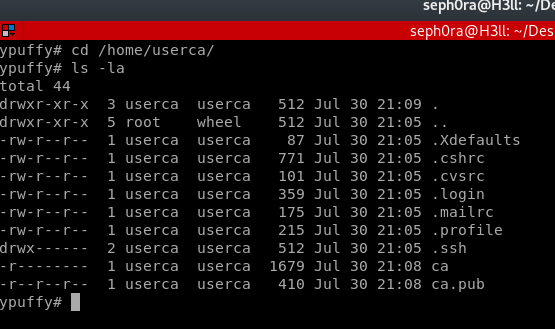 seph0ra@H3ll: ~/Des
seph0ra@H3ll: ~/Des
ypuffy# cd /home/userca/
ypuffy# ls -la
total 44
drwxr-xr-x  3 userca  userca   512 Jul 30 21:09 .
drwxr-xr-x  5 root    wheel    512 Jul 30 21:05 ..
-rw-r--r--  1 userca  userca    87 Jul 30 21:05 .Xdefaults
-rw-r--r--  1 userca  userca   771 Jul 30 21:05 .cshrc
-rw-r--r--  1 userca  userca   101 Jul 30 21:05 .cvsrc
-rw-r--r--  1 userca  userca   359 Jul 30 21:05 .login
-rw-r--r--  1 userca  userca   175 Jul 30 21:05 .mailrc
-rw-r--r--  1 userca  userca   215 Jul 30 21:05 .profile
drwx------  2 userca  userca   512 Jul 30 21:05 .ssh
-r--------  1 userca  userca  1679 Jul 30 21:08 ca
-r--r--r--  1 userca  userca   410 Jul 30 21:08 ca.pub
ypuffy#